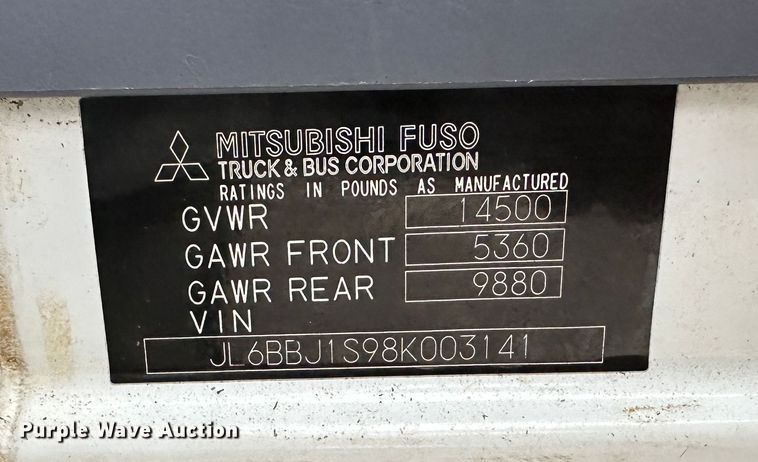 MITSUBISHI FUSO
TRUCK & BUS CORPORATION
RATINGS IN POUNDS AS MANUFACTURED
GVWR 14500
GAWR FRONT 5360
GAWR REAR 9880
VIN
JL6BBJ1S98K003141
Purple Wave Auction